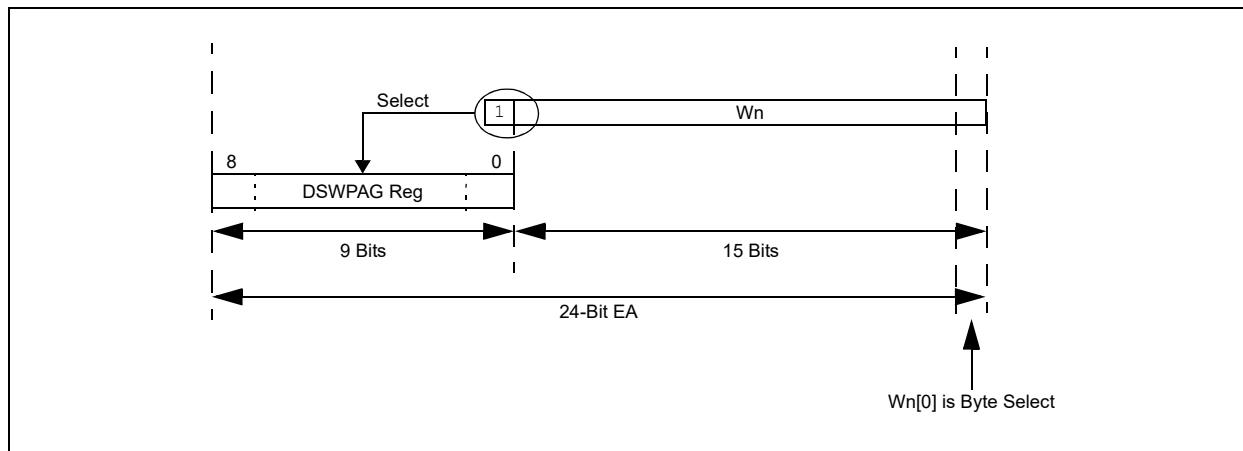 Select
1
Wn
8
0
DSWPAG Reg
9 Bits
15 Bits
24-Bit EA
Wn[0] is Byte Select